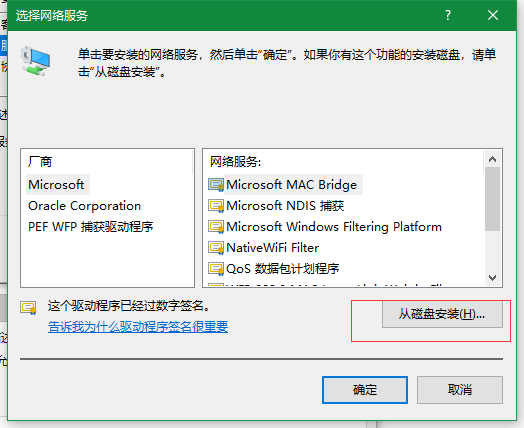 选择网络服务
单击要安装的网络服务，然后单击“确定”。如果你有这个功能的安装磁盘，请单
击“从磁盘安装”。
厂商
Microsoft
Oracle Corporation
PEF WFP 捕获驱动程序
网络服务:
Microsoft MAC Bridge
Microsoft NDIS 捕获
Microsoft Windows Filtering Platform
NativeWiFi Filter
QoS 数据包计划程序
这个驱动程序已经过数字签名。
告诉我为什么驱动程序签名很重要
从磁盘安装(H)...
确定
取消